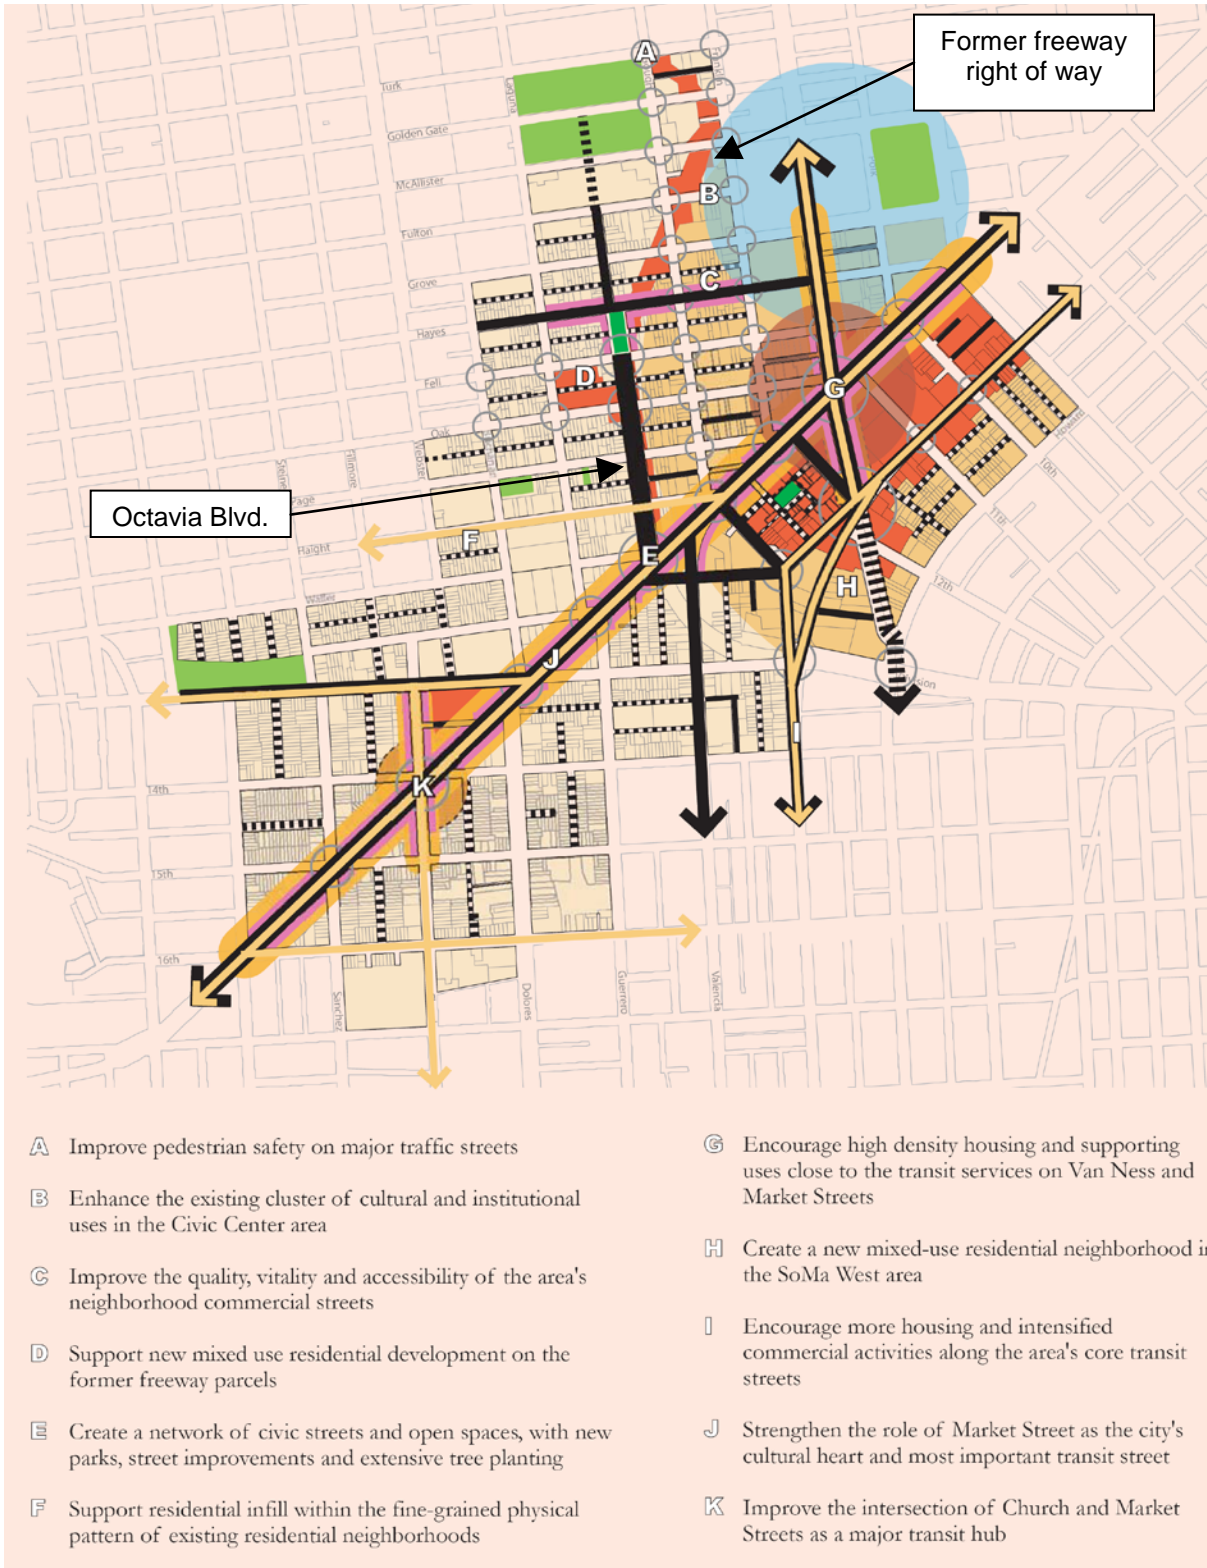 Former freeway
right of way
Octavia Blvd.
A
B
C
D
E
F
G
H
I
J
K
Turk
Golden Gate
McAllister
Fulton
Grove
Hayes
Fell
Oak
Page
Haight
Waller
14th
15th
16th
Laguna
Franklin
Polk
Webster
Fillmore
Sanchez
Dolores
Guerrero
Valencia
Howard
10th
11th
12th
A Improve pedestrian safety on major traffic streets
B Enhance the existing cluster of cultural and institutional
uses in the Civic Center area
C Improve the quality, vitality and accessibility of the area's
neighborhood commercial streets
D Support new mixed use residential development on the
former freeway parcels
E Create a network of civic streets and open spaces, with new
parks, street improvements and extensive tree planting
F Support residential infill within the fine-grained physical
pattern of existing residential neighborhoods
G Encourage high density housing and supporting
uses close to the transit services on Van Ness and
Market Streets
H Create a new mixed-use residential neighborhood in
the SoMa West area
I Encourage more housing and intensified
commercial activities along the area's core transit
streets
J Strengthen the role of Market Street as the city's
cultural heart and most important transit street
K Improve the intersection of Church and Market
Streets as a major transit hub